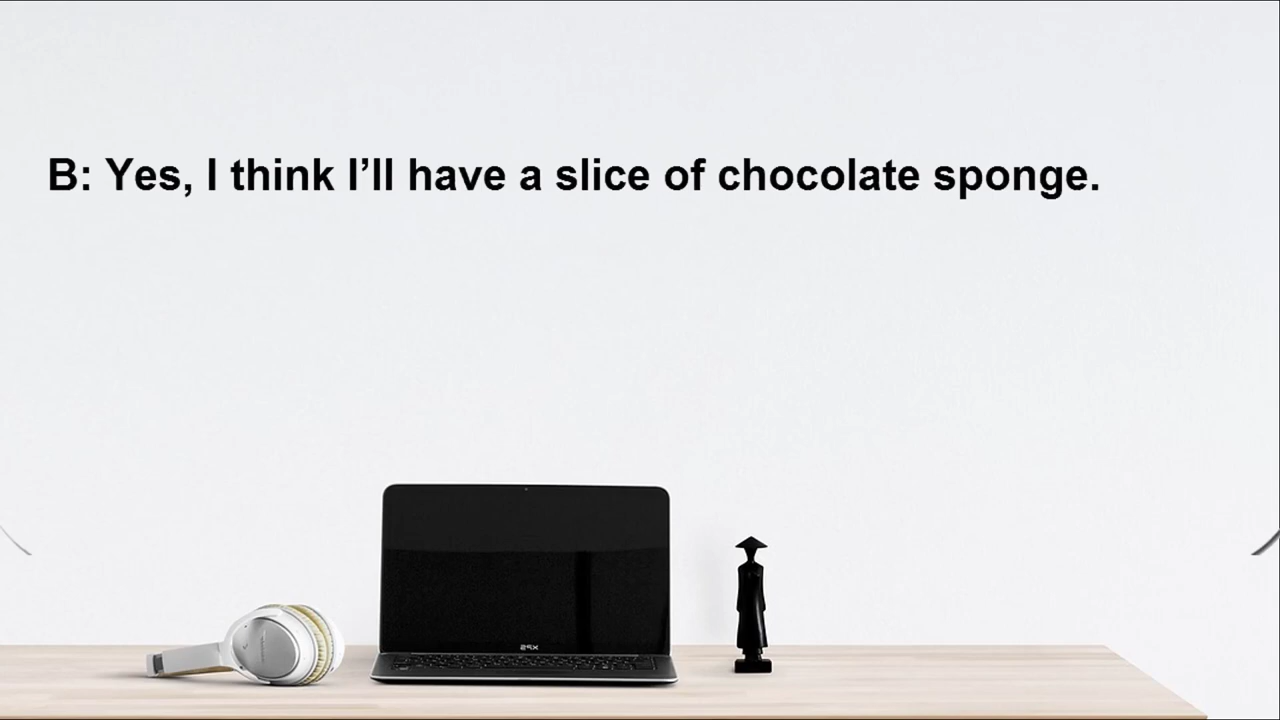 B: Yes, I think I’ll have a slice of chocolate sponge.